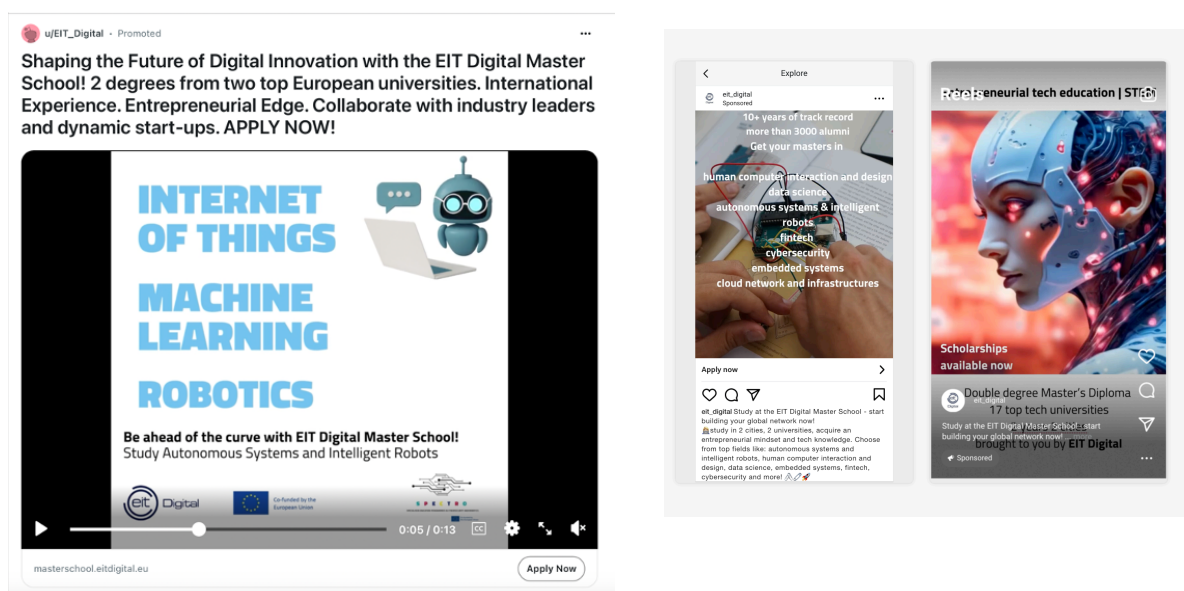 u/EIT_Digital • Promoted
Shaping the Future of Digital Innovation with the EIT Digital Master
School! 2 degrees from two top European universities. International
Experience. Entrepreneurial Edge. Collaborate with industry leaders
and dynamic start-ups. APPLY NOW!
INTERNET
OF THINGS
MACHINE
LEARNING
ROBOTICS
Be ahead of the curve with EIT Digital Master School!
Study Autonomous Systems and Intelligent Robots
eit Digital
Co-funded by the
European Union
SPECTRO
0:05 / 0:13
CC
masterschool.eitdigital.eu
Apply Now
Explore
eit_digital
Sponsored
10+ years of track record
more than 3000 alumni
Get your masters in
human computer interaction and design
data science
autonomous systems & intelligent
robots
fintech
cybersecurity
embedded systems
cloud network and infrastructures
Apply now
eit_digital Study at the EIT Digital Master School - start
building your global network now!
study in 2 cities, 2 universities, acquire an
entrepreneurial mindset and tech knowledge. Choose
from top fields like: autonomous systems and
intelligent robots, human computer interaction and
design, data science, embedded systems, fintech,
cybersecurity and more!
Reels
tech education |
Scholarships
available now
Double degree Master's Diploma
eit_digital
17 top tech universities
Study at the EIT Digital Master School - start
building your global network now! ... more
brought to you by EIT Digital
Sponsored